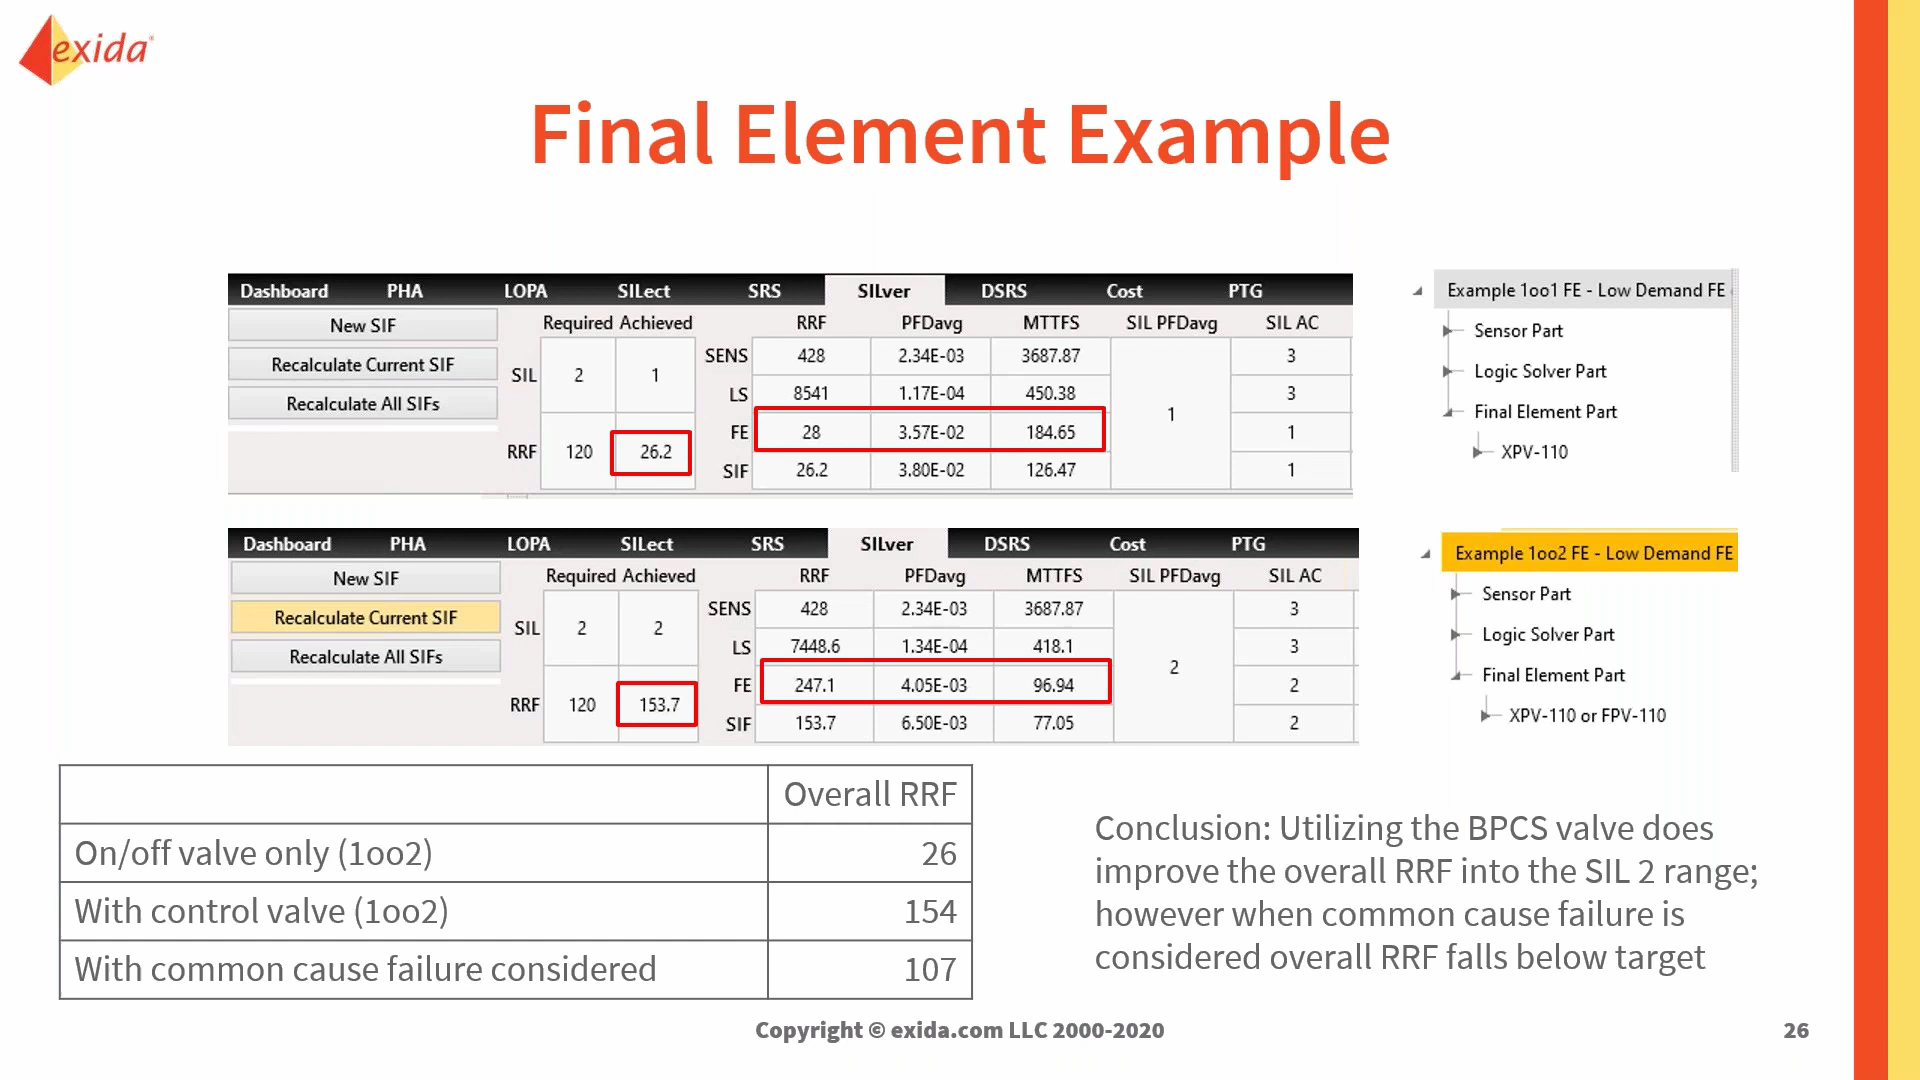 exida
Final Element Example
Dashboard PHA LOPA SILect SRS SILver DSRS Cost PTG
New SIF
Recalculate Current SIF
Recalculate All SIFs
Required Achieved
SIL 2 1
RRF 120 26.2
RRF PFDavg MTTFS SIL PFDavg SIL AC
SENS 428 2.34E-03 3687.87 3
LS 8541 1.17E-04 450.38 3
1
FE 28 3.57E-02 184.65 1
SIF 26.2 3.80E-02 126.47 1
Example 1oo1 FE - Low Demand FE
Sensor Part
Logic Solver Part
Final Element Part
XPV-110
Dashboard PHA LOPA SILect SRS SILver DSRS Cost PTG
New SIF
Recalculate Current SIF
Recalculate All SIFs
Required Achieved
SIL 2 2
RRF 120 153.7
RRF PFDavg MTTFS SIL PFDavg SIL AC
SENS 428 2.34E-03 3687.87 3
LS 7448.6 1.34E-04 418.1 3
2
FE 247.1 4.05E-03 96.94 2
SIF 153.7 6.50E-03 77.05 2
Example 1oo2 FE - Low Demand FE
Sensor Part
Logic Solver Part
Final Element Part
XPV-110 or FPV-110
Overall RRF
On/off valve only (1oo2) 26
With control valve (1oo2) 154
With common cause failure considered 107
Conclusion: Utilizing the BPCS valve does
improve the overall RRF into the SIL 2 range;
however when common cause failure is
considered overall RRF falls below target
Copyright © exida.com LLC 2000-2020
26